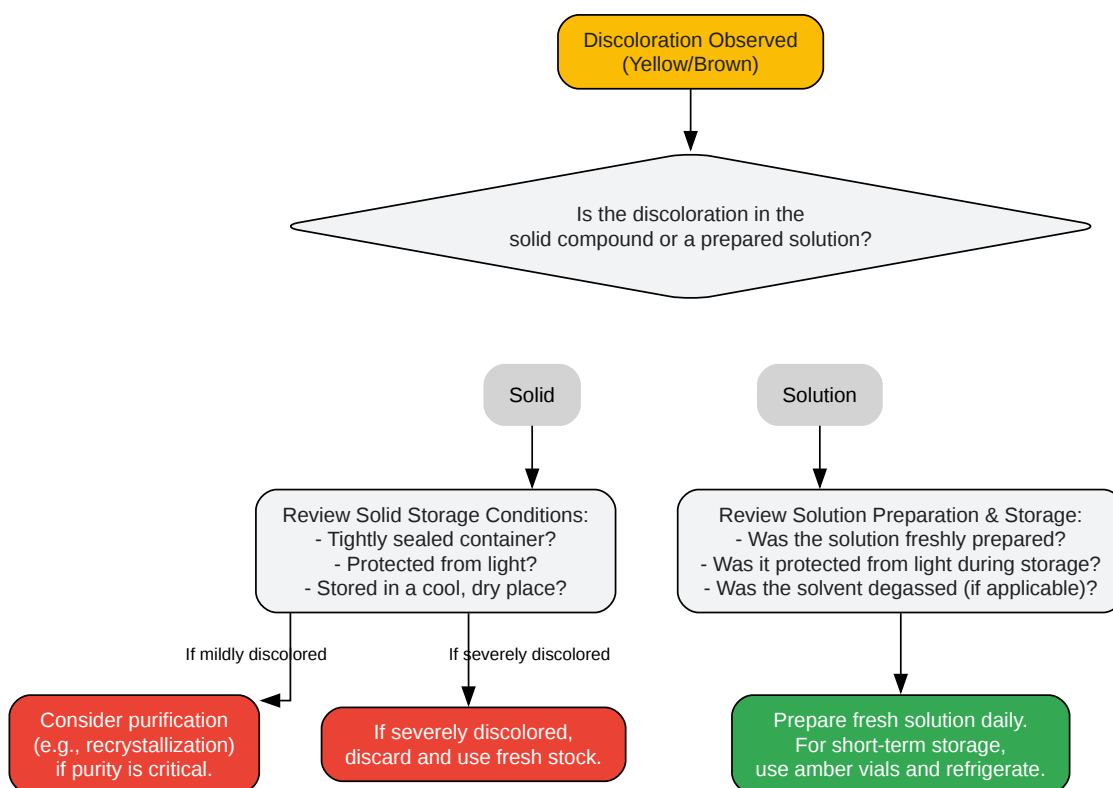 Discoloration Observed
(Yellow/Brown)
Is the discoloration in the
solid compound or a prepared solution?
Solid
Solution
Review Solid Storage Conditions:
- Tightly sealed container?
- Protected from light?
- Stored in a cool, dry place?
Review Solution Preparation & Storage:
- Was the solution freshly prepared?
- Was it protected from light during storage?
- Was the solvent degassed (if applicable)?
If mildly discolored
If severely discolored
Consider purification
(e.g., recrystallization)
if purity is critical.
If severely discolored,
discard and use fresh stock.
Prepare fresh solution daily.
For short-term storage,
use amber vials and refrigerate.